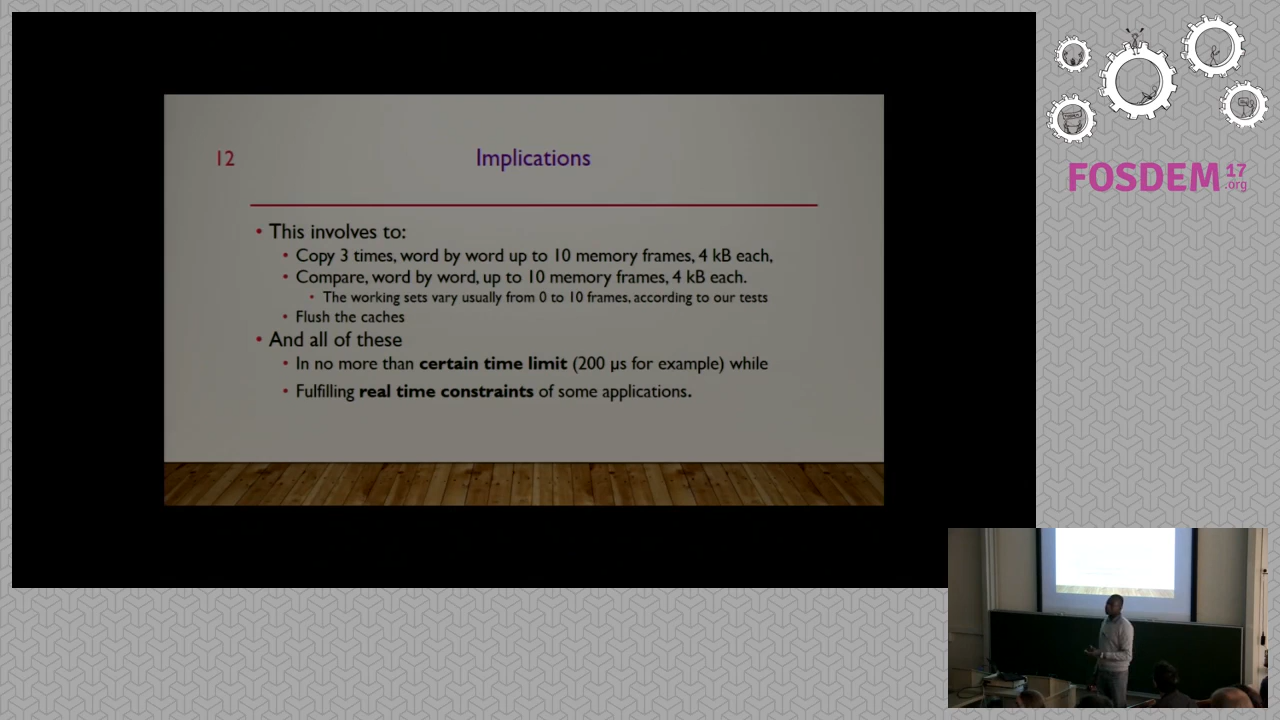 12
Implications
• This involves to:
• Copy 3 times, word by word up to 10 memory frames, 4 kB each,
• Compare, word by word, up to 10 memory frames, 4 kB each.
• The working sets vary usually from 0 to 10 frames, according to our tests
• Flush the caches
• And all of these
• In no more than certain time limit (200 µs for example) while
• Fulfilling real time constraints of some applications.
FOSDEM 17
.org